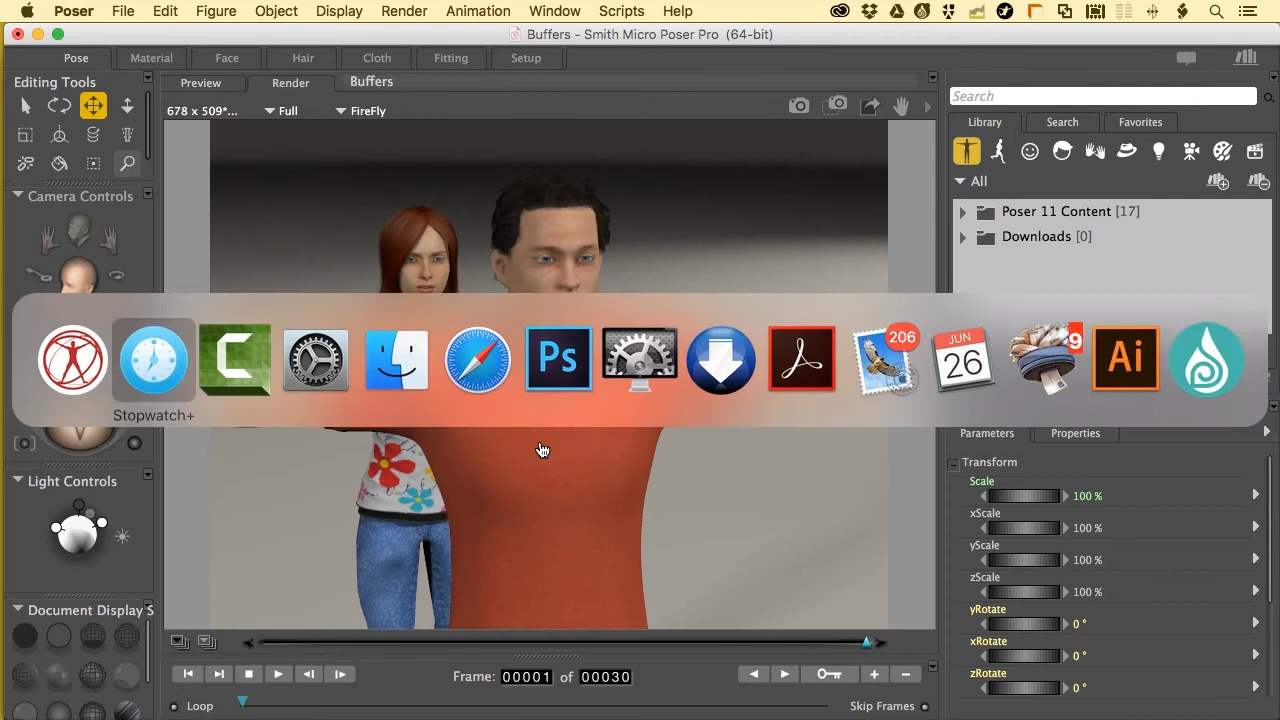 Poser File Edit Figure Object Display Render Animation Window Scripts Help
Buffers - Smith Micro Poser Pro (64-bit)
Pose Material Face Hair Cloth Fitting Setup
Editing Tools
Preview Render Buffers
678 x 509*... Full FireFly
Search
Library Search Favorites
All
Camera Controls
Poser 11 Content [17]
Downloads [0]
Ps
206
JUN
26
9
Ai
Stopwatch+
Parameters Properties
Transform
Scale
100 %
xScale
100 %
yScale
100 %
zScale
100 %
yRotate
0 °
xRotate
0 °
zRotate
0 °
Light Controls
Document Display S
Frame: 00001 of 00030
Loop
Skip Frames